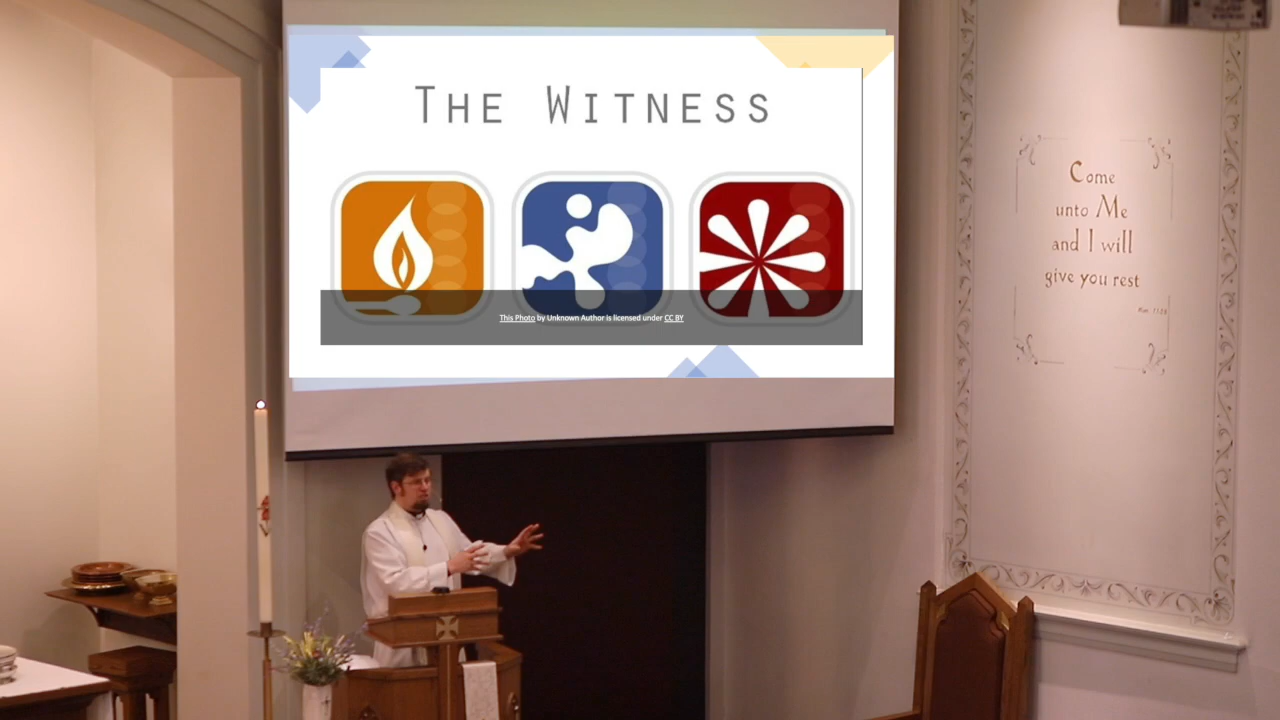 The Witness
This Photo by Unknown Author is licensed under CC BY
Come
unto Me
and I will
give you rest